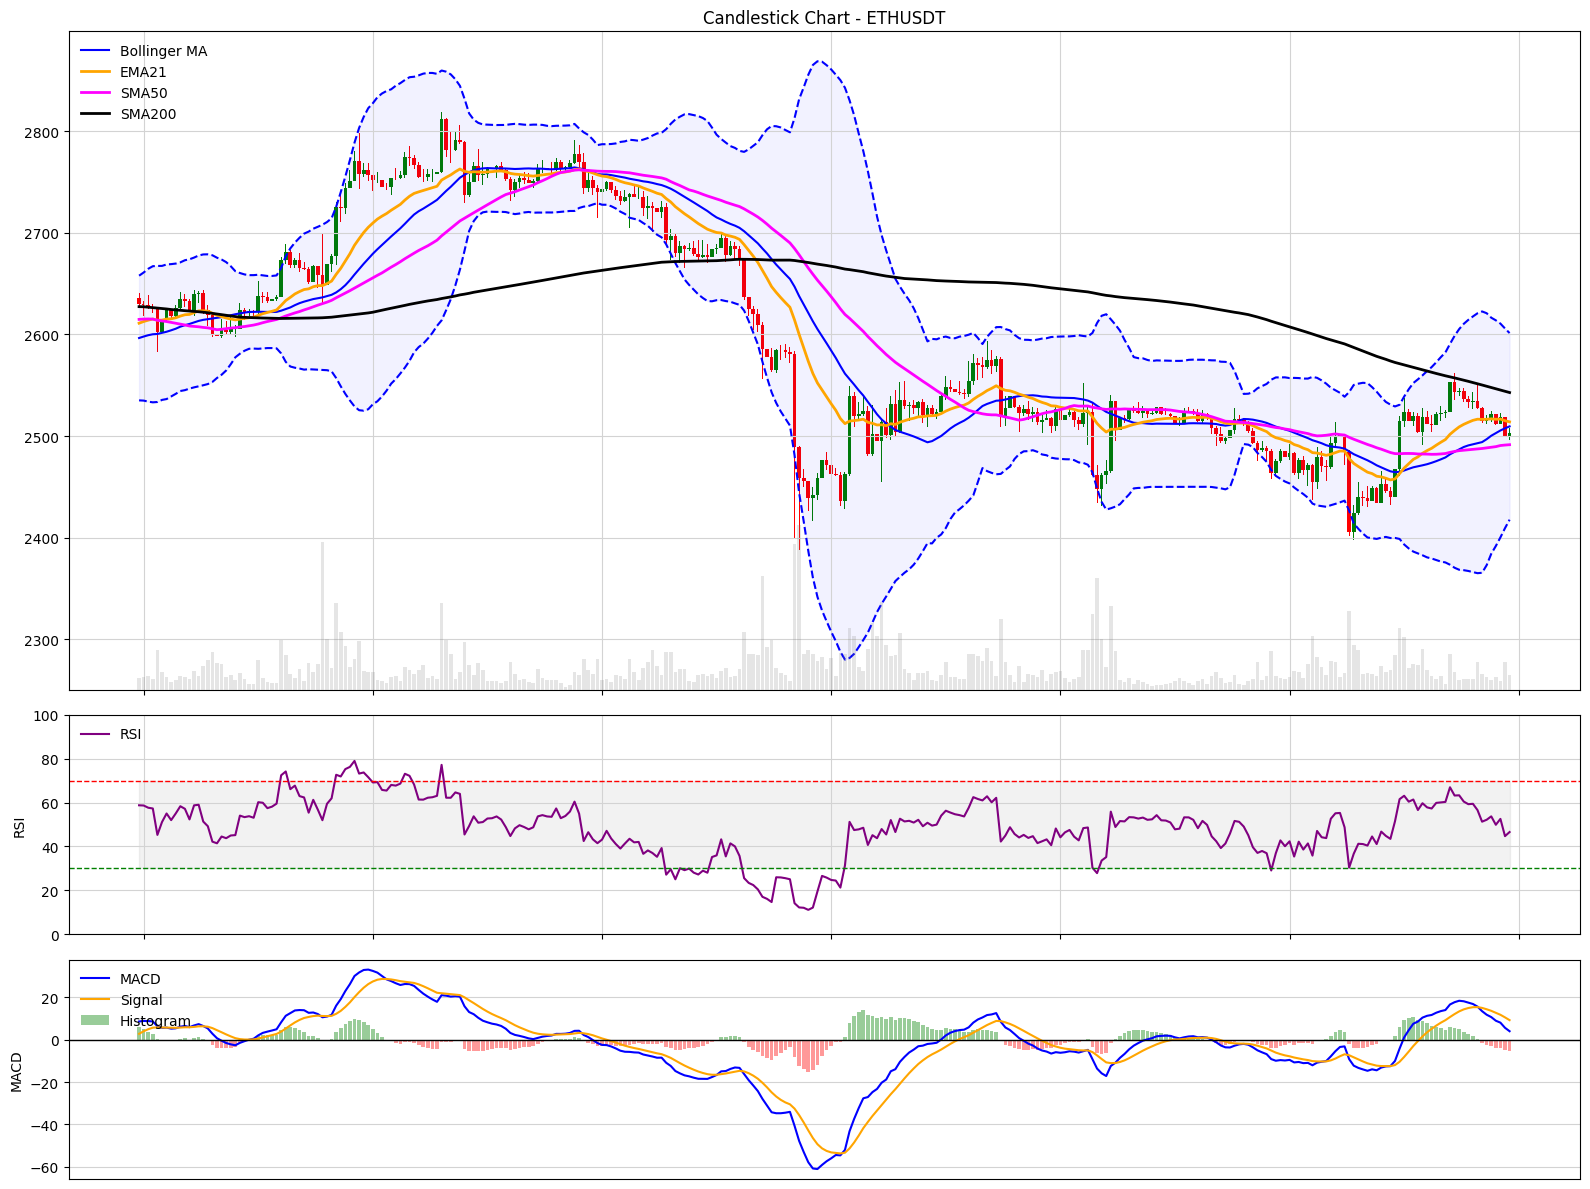 Candlestick Chart - ETHUSDT
Bollinger MA
EMA21
SMA50
SMA200
2800
2700
2600
2500
2400
2300
RSI
100
80
60
40
20
0
RSI
MACD
Signal
Histogram
20
0
−20
−40
−60
MACD